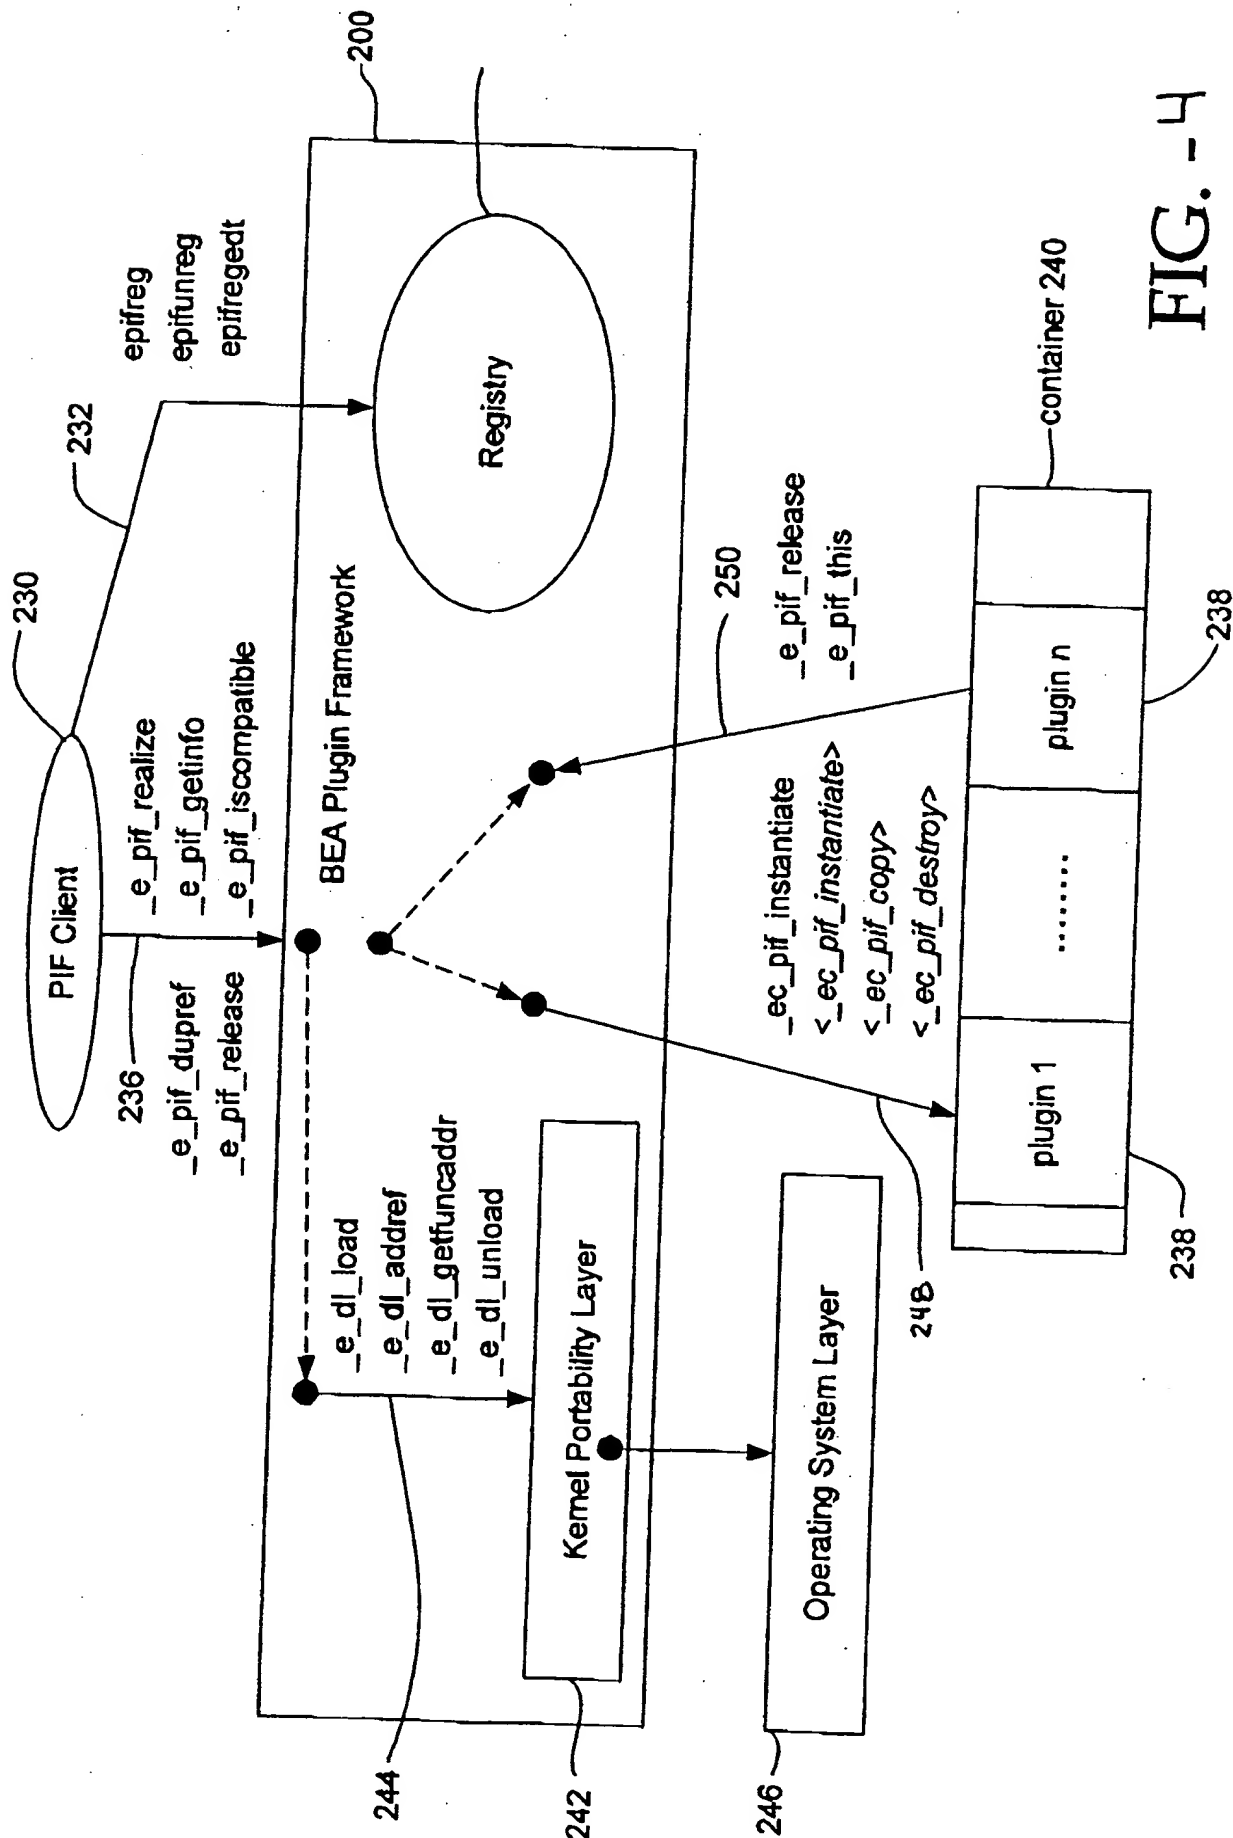 PIF Client
230
232
236
_e_pif_dupref
_e_pif_release
_e_pif_realize
_e_pif_getinfo
_e_pif_iscompatible
epifreg
epifunreg
epifregedt
200
BEA Plugin Framework
Registry
244
_e_dl_load
_e_dl_addref
_e_dl_getfuncaddr
_e_dl_unload
242
Kernel Portability Layer
246
Operating System Layer
248
_ec_pif_instantiate
<_ec_pif_instantiate>
<_ec_pif_copy>
<_ec_pif_destroy>
250
_e_pif_release
_e_pif_this
container 240
238
plugin 1
........
plugin n
238
FIG. - 4